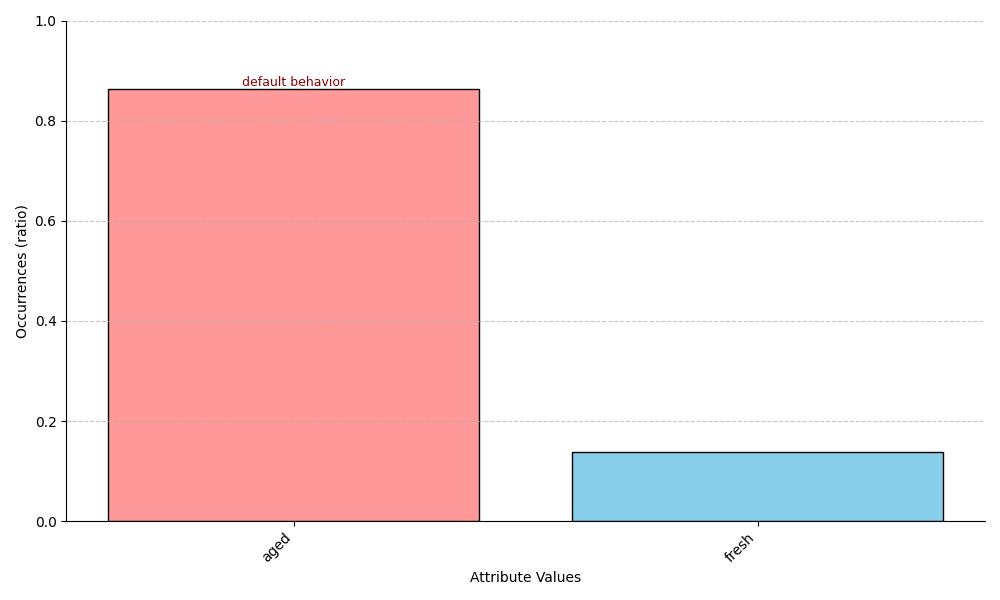 1.0
default behavior
0.8
0.6
0.4
0.2
0.0
Occurrences (ratio)
aged
fresh
Attribute Values